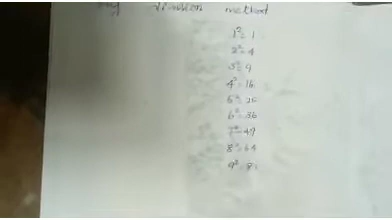 division method
1² = 1
2² = 4
3² = 9
4² = 16
5² = 25
6² = 36
7² = 49
8² = 64
9² = 81